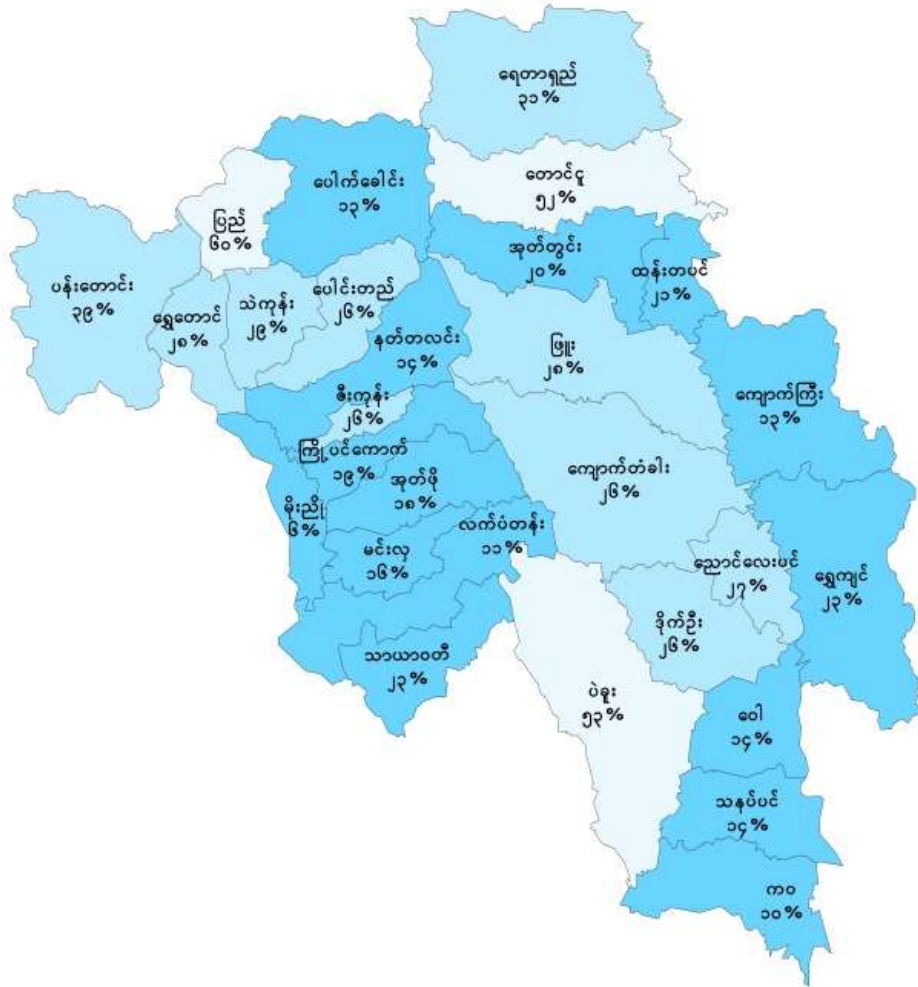 ရေတာရှည်
၃၁%
တောင်ငူ
၅၂%
ပေါက်ခေါင်း
၁၃%
ပြည်
၆၀%
အုတ်တွင်း
၂၀%
ထန်းတပင်
၂၁%
ပန်းတောင်း
၃၉%
ရွှေတောင်
၂၈%
သဲကုန်း
၂၉%
ပေါင်းတည်
၂၆%
နတ်တလင်း
၁၄%
ဖြူး
၂၈%
ကျောက်ကြီး
၁၃%
ဇီးကုန်း
၂၆%
ကြို့ပင်ကောက်
၁၉%
အုတ်ဖို
၁၈%
ကျောက်တံခါး
၂၆%
မိုးညို
၆%
လက်ပံတန်း
၁၁%
မင်းလှ
၁၆%
ညောင်လေးပင်
၂၇%
ရွှေကျင်
၂၃%
ဒိုက်ဦး
၂၆%
သာယာဝတီ
၂၃%
ပဲခူး
၅၃%
ဝေါ
၁၄%
သနပ်ပင်
၁၄%
ကဝ
၁၀%